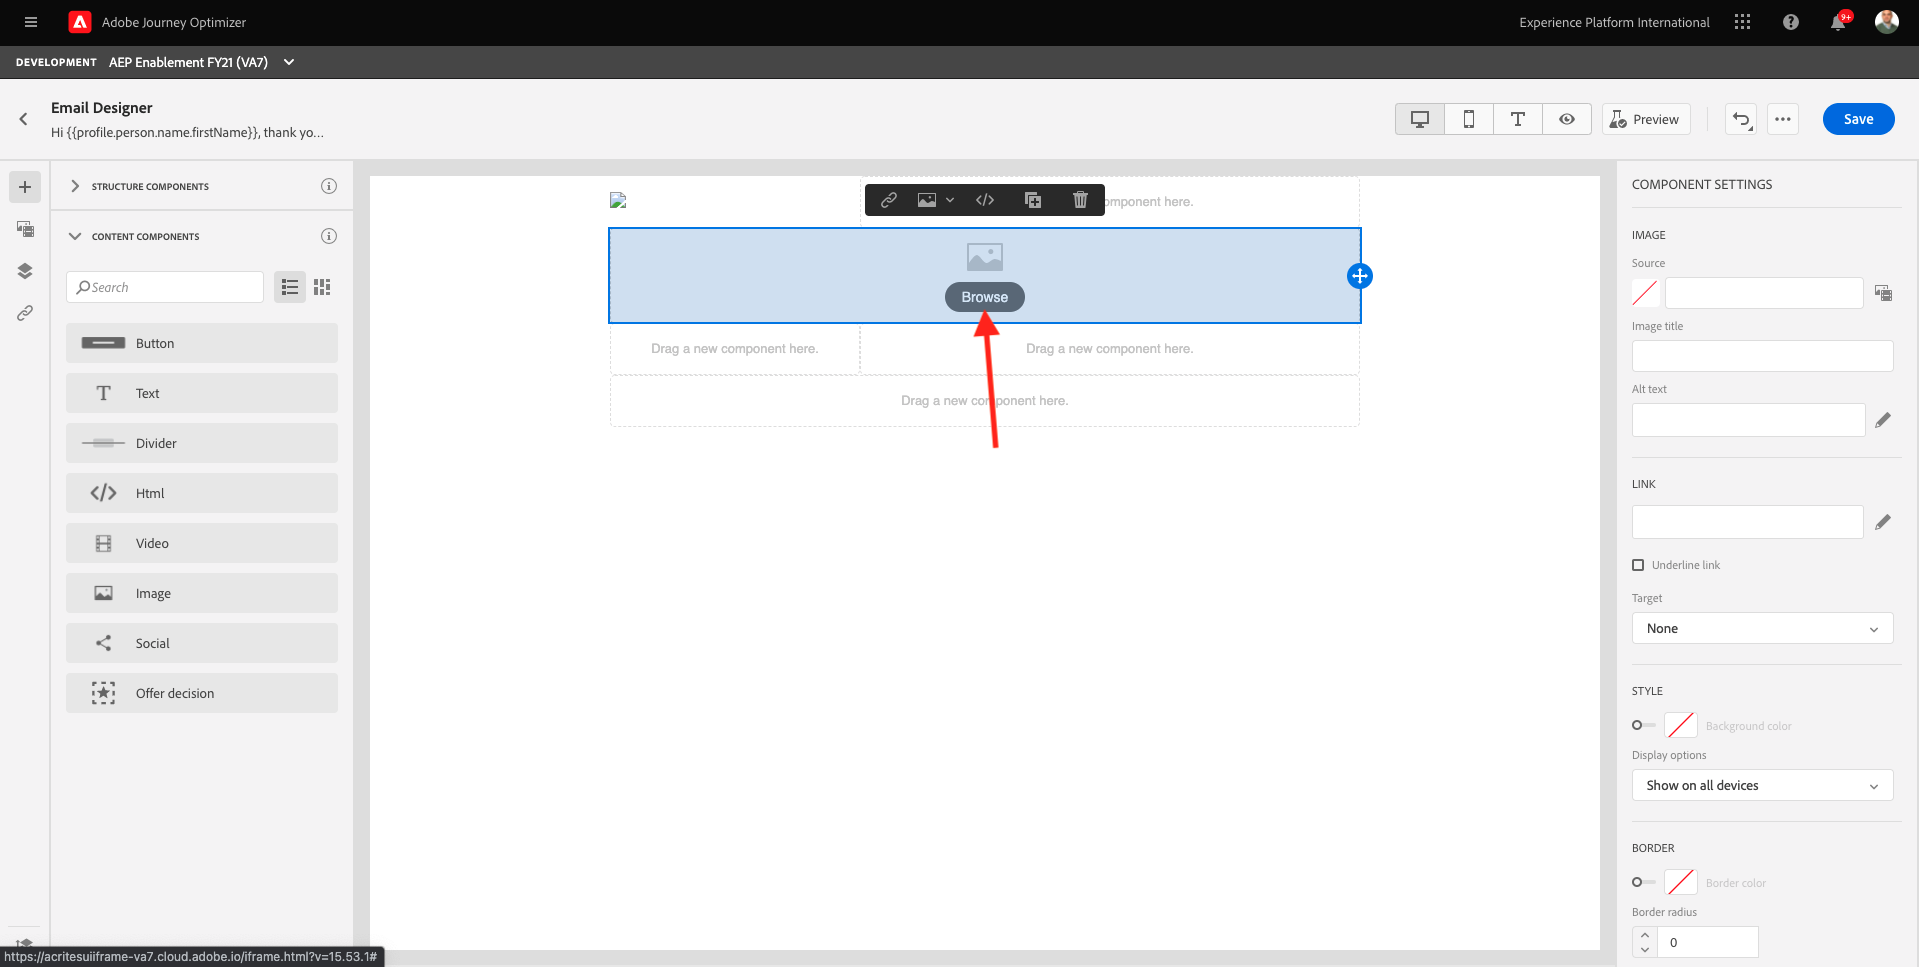 Adobe Journey Optimizer
Experience Platform International
9+
DEVELOPMENT AEP Enablement FY21 (VA7)
Email Designer
Hi {{profile.person.name.firstName}}, thank yo...
Preview
Save
STRUCTURE COMPONENTS
CONTENT COMPONENTS
Search
Button
Text
Divider
Html
Video
Image
Social
Offer decision
omponent here.
Browse
Drag a new component here.
Drag a new component here.
Drag a new component here.
COMPONENT SETTINGS
IMAGE
Source
Image title
Alt text
LINK
Underline link
Target
None
STYLE
Background color
Display options
Show on all devices
BORDER
Border color
Border radius
0
https://acritesuiiframe-va7.cloud.adobe.io/iframe.html?v=15.53.1#